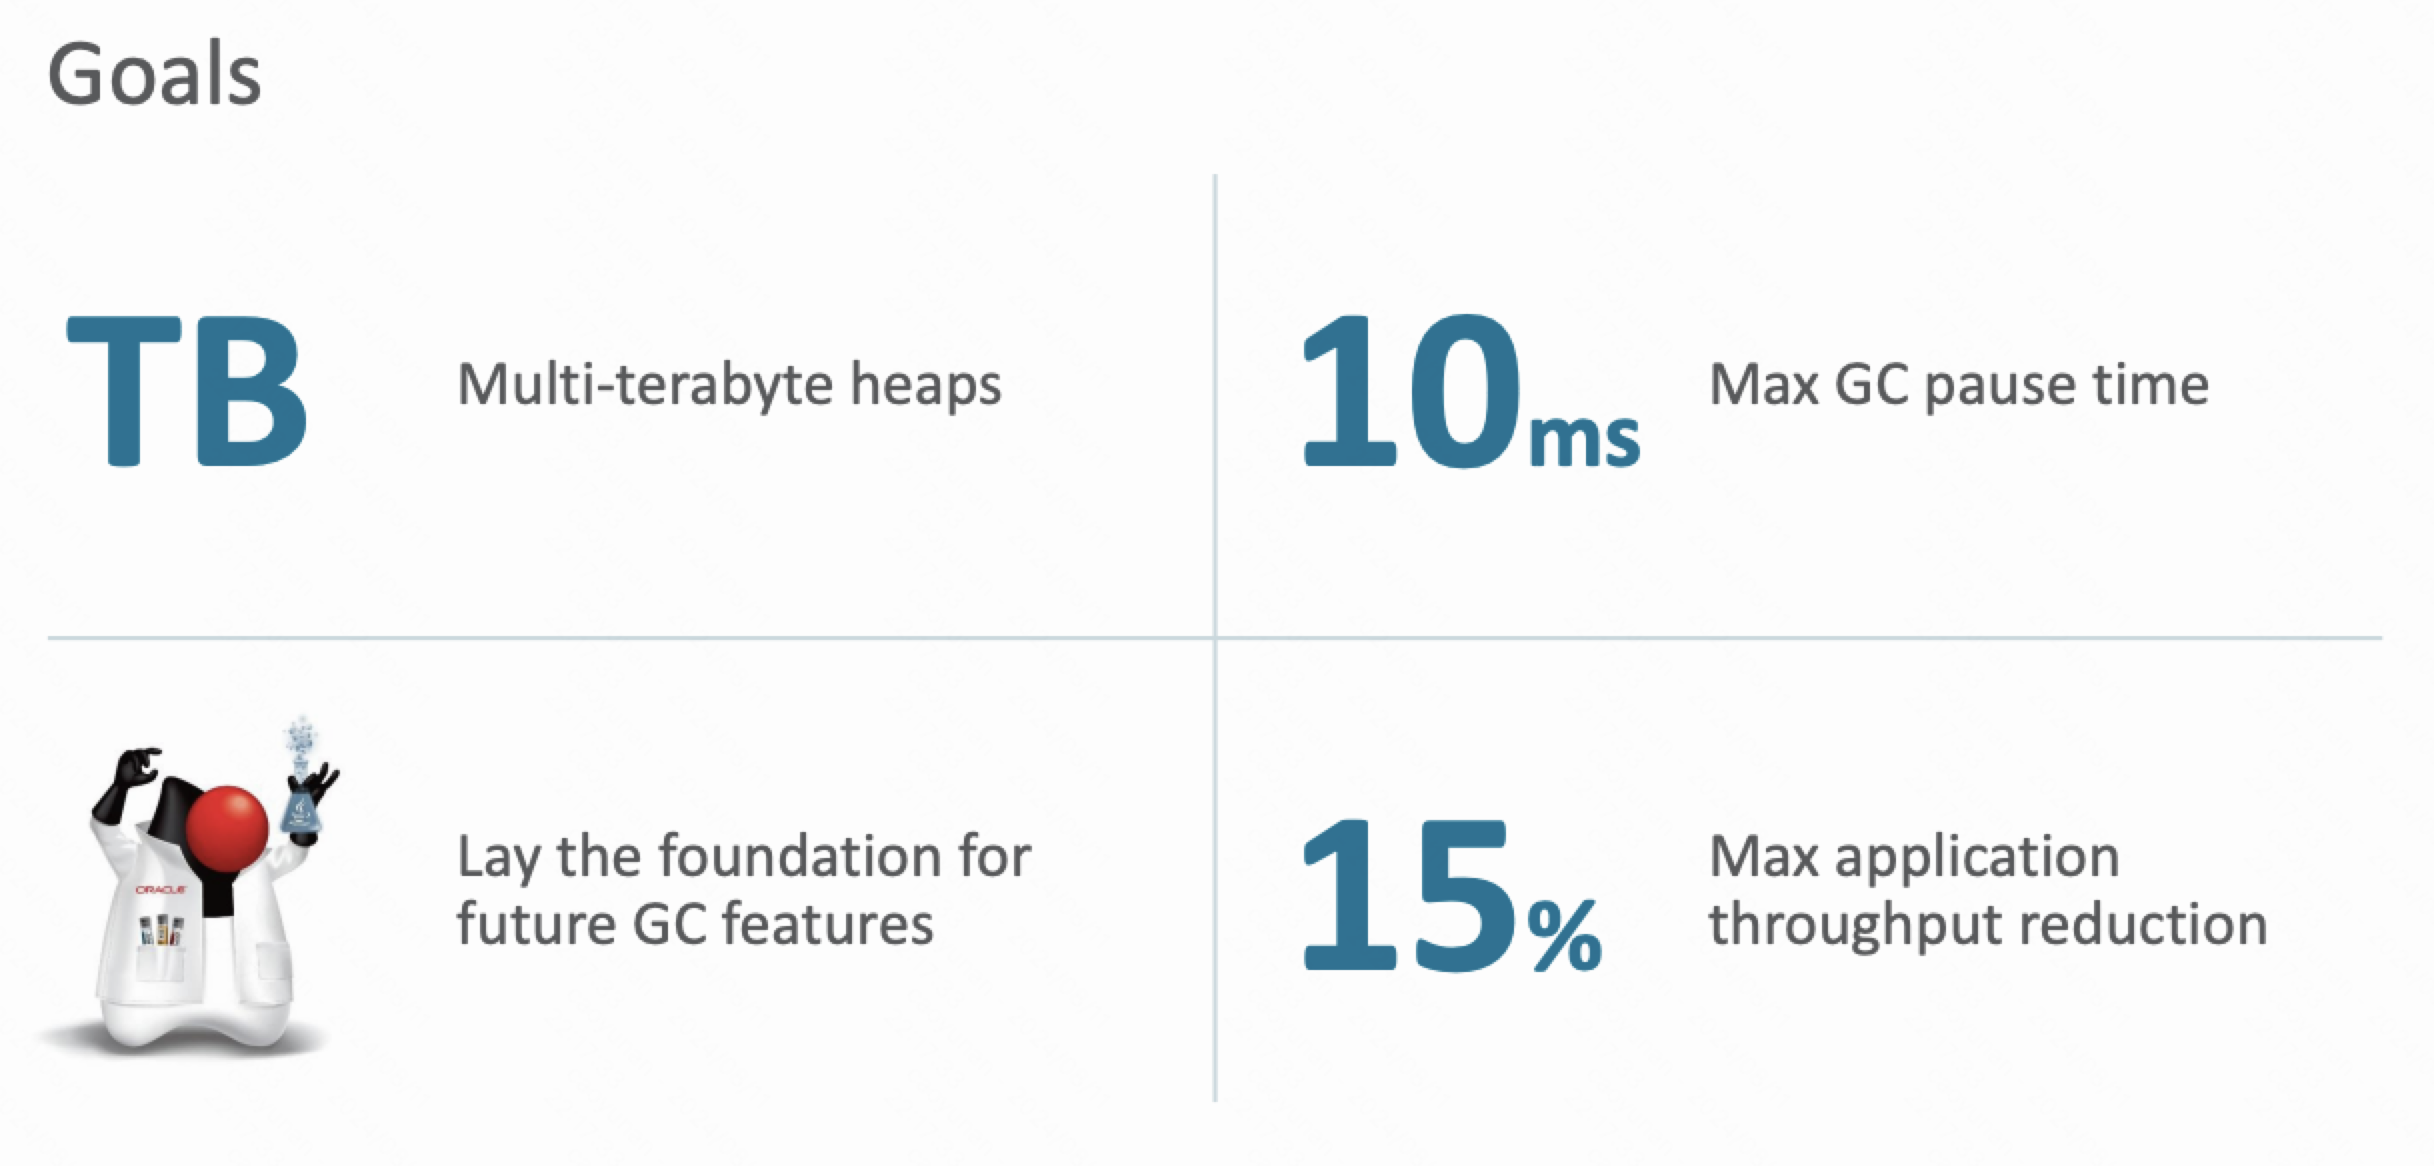 Goals
TB
Multi-terabyte heaps
10ms
Max GC pause time
ORACLE
Lay the foundation for
future GC features
15%
Max application
throughput reduction